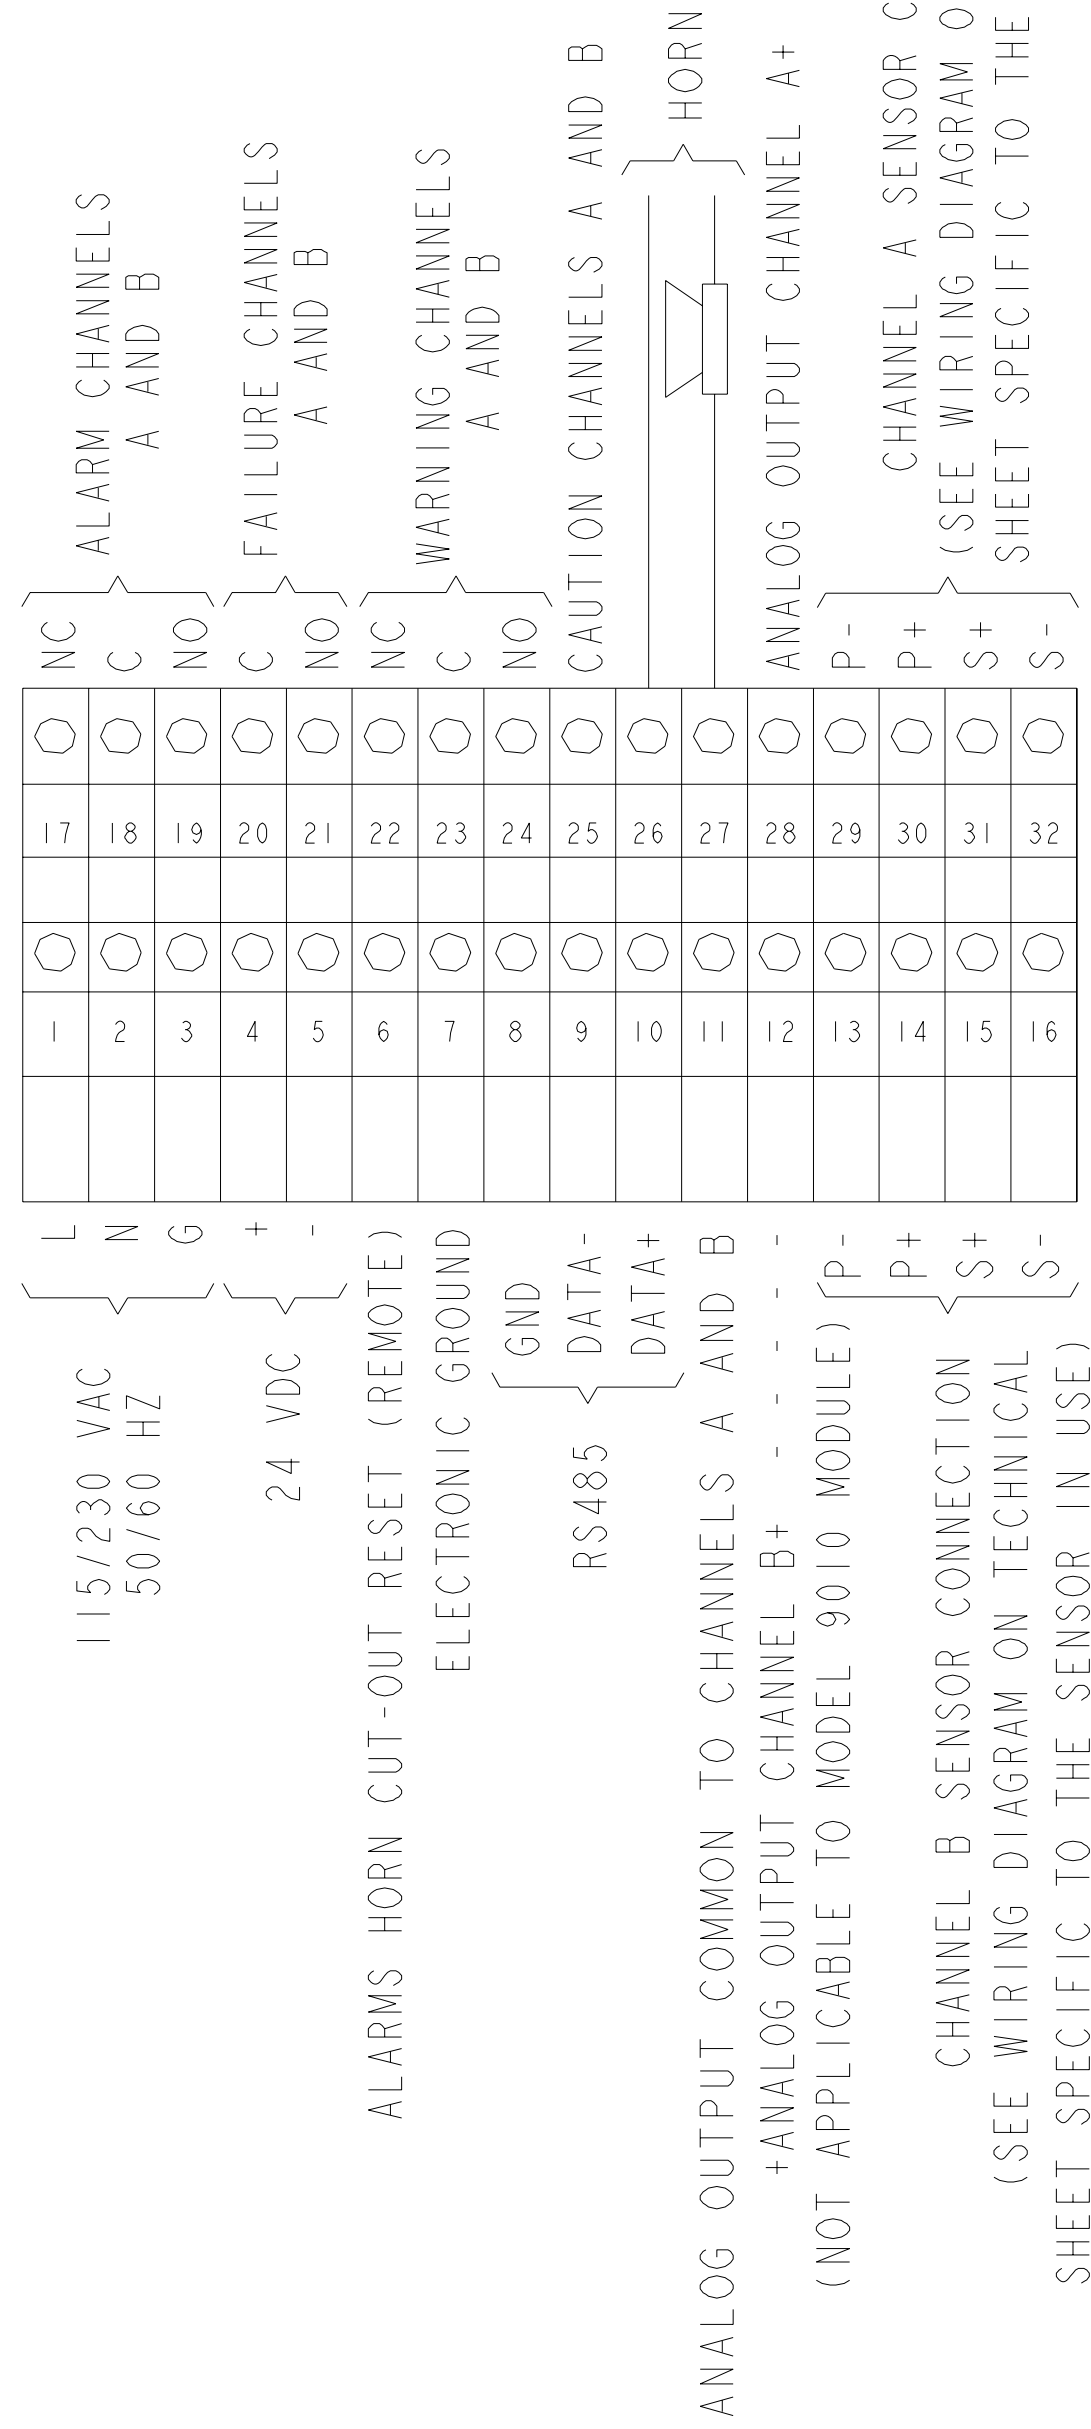 NC
C
NO
ALARM CHANNELS
A AND B
C
NO
FAILURE CHANNELS
A AND B
NC
C
NO
WARNING CHANNELS
A AND B
CAUTION CHANNELS A AND B
HORN
ANALOG OUTPUT CHANNEL A+
P-
P+
S+
S-
CHANNEL A SENSOR C
(SEE WIRING DIAGRAM O
SHEET SPECIFIC TO THE
17 18 19 20 21 22 23 24 25 26 27 28 29 30 31 32
1 2 3 4 5 6 7 8 9 10 11 12 13 14 15 16
L
N
G
115/230 VAC
50/60 HZ
+
-
24 VDC
ALARMS HORN CUT-OUT RESET (REMOTE)
ELECTRONIC GROUND
GND
DATA-
DATA+
RS485
ANALOG OUTPUT COMMON TO CHANNELS A AND B
+ANALOG OUTPUT CHANNEL B+ - - - - - -
(NOT APPLICABLE TO MODEL 9010 MODULE)
P-
P+
S+
S-
CHANNEL B SENSOR CONNECTION
(SEE WIRING DIAGRAM ON TECHNICAL
SHEET SPECIFIC TO THE SENSOR IN USE)